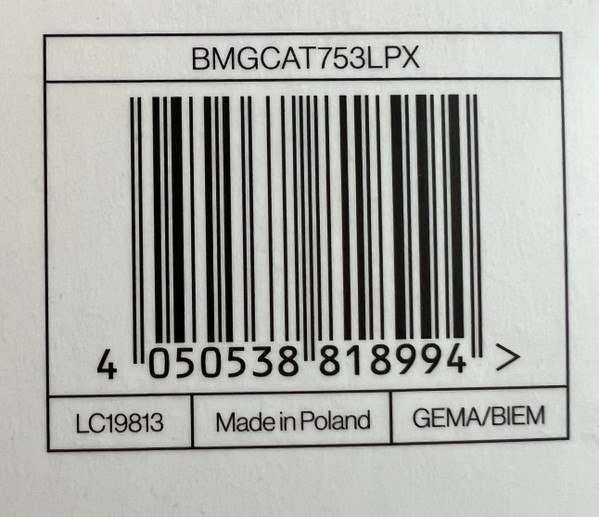 BMGCAT753LPX
4 050538 818994 >
LC19813
Made in Poland
GEMA/BIEM